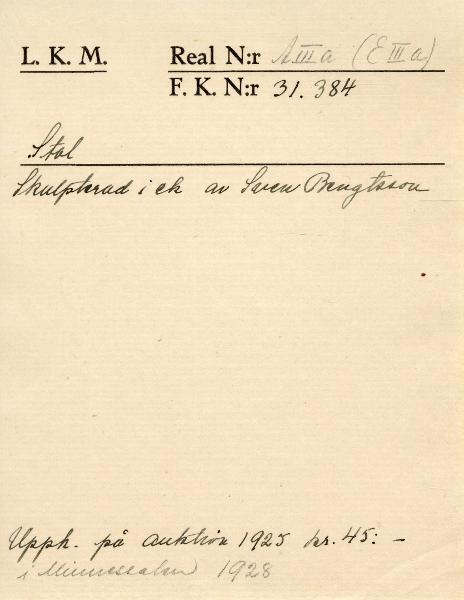 L. K. M. Real N:r AIIIa (EIIIa)
F. K. N:r 31.384
Stol
Skulpterad i ek av Sven Bengtsson
Uppk. på auktion 1925 kr. 45: -
i Minnessalen 1928